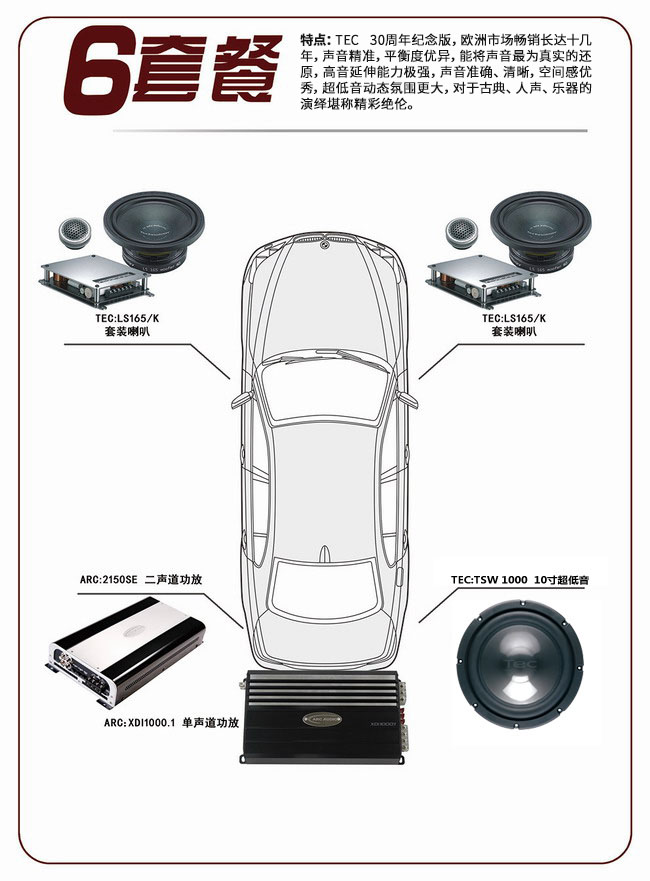 6套餐
特点：TEC 30周年纪念版，欧洲市场畅销长达十几
年，声音精准，平衡度优异，能将声音最为真实的还
原，高音延伸能力极强，声音准确、清晰，空间感优
秀，超低音动态氛围更大，对于古典、人声、乐器的
演绎堪称精彩绝伦。
TEC:LS165/K
套装喇叭
TEC:LS165/K
套装喇叭
ARC:2150SE 二声道功放
TEC:TSW 1000 10寸超低音
TEC
ARC:XDI1000.1 单声道功放
ARC AUDIO